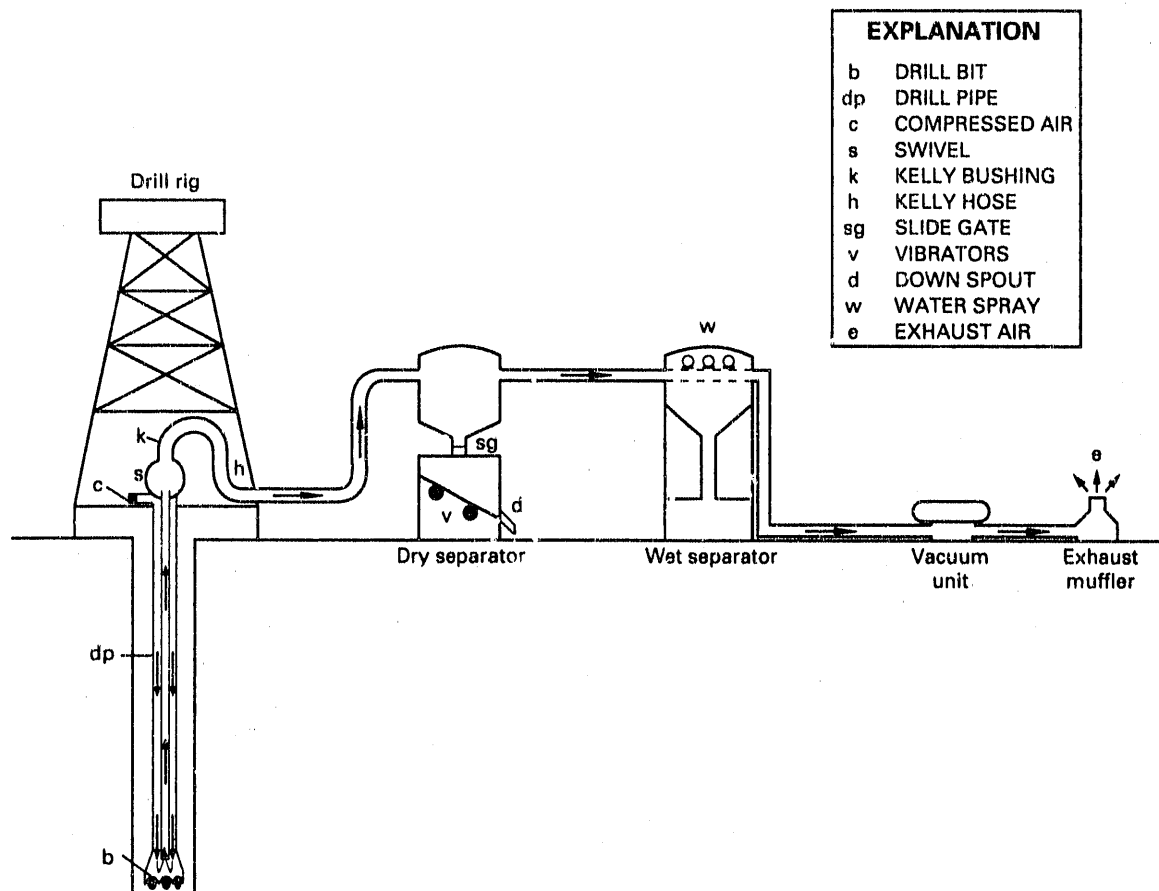 EXPLANATION
b DRILL BIT
dp DRILL PIPE
c COMPRESSED AIR
s SWIVEL
k KELLY BUSHING
h KELLY HOSE
sg SLIDE GATE
v VIBRATORS
d DOWN SPOUT
w WATER SPRAY
e EXHAUST AIR
Drill rig
w
k
sg
h
s
e
c
d
v
Dry separator
Wet separator
Vacuum
unit
Exhaust
muffler
dp
b